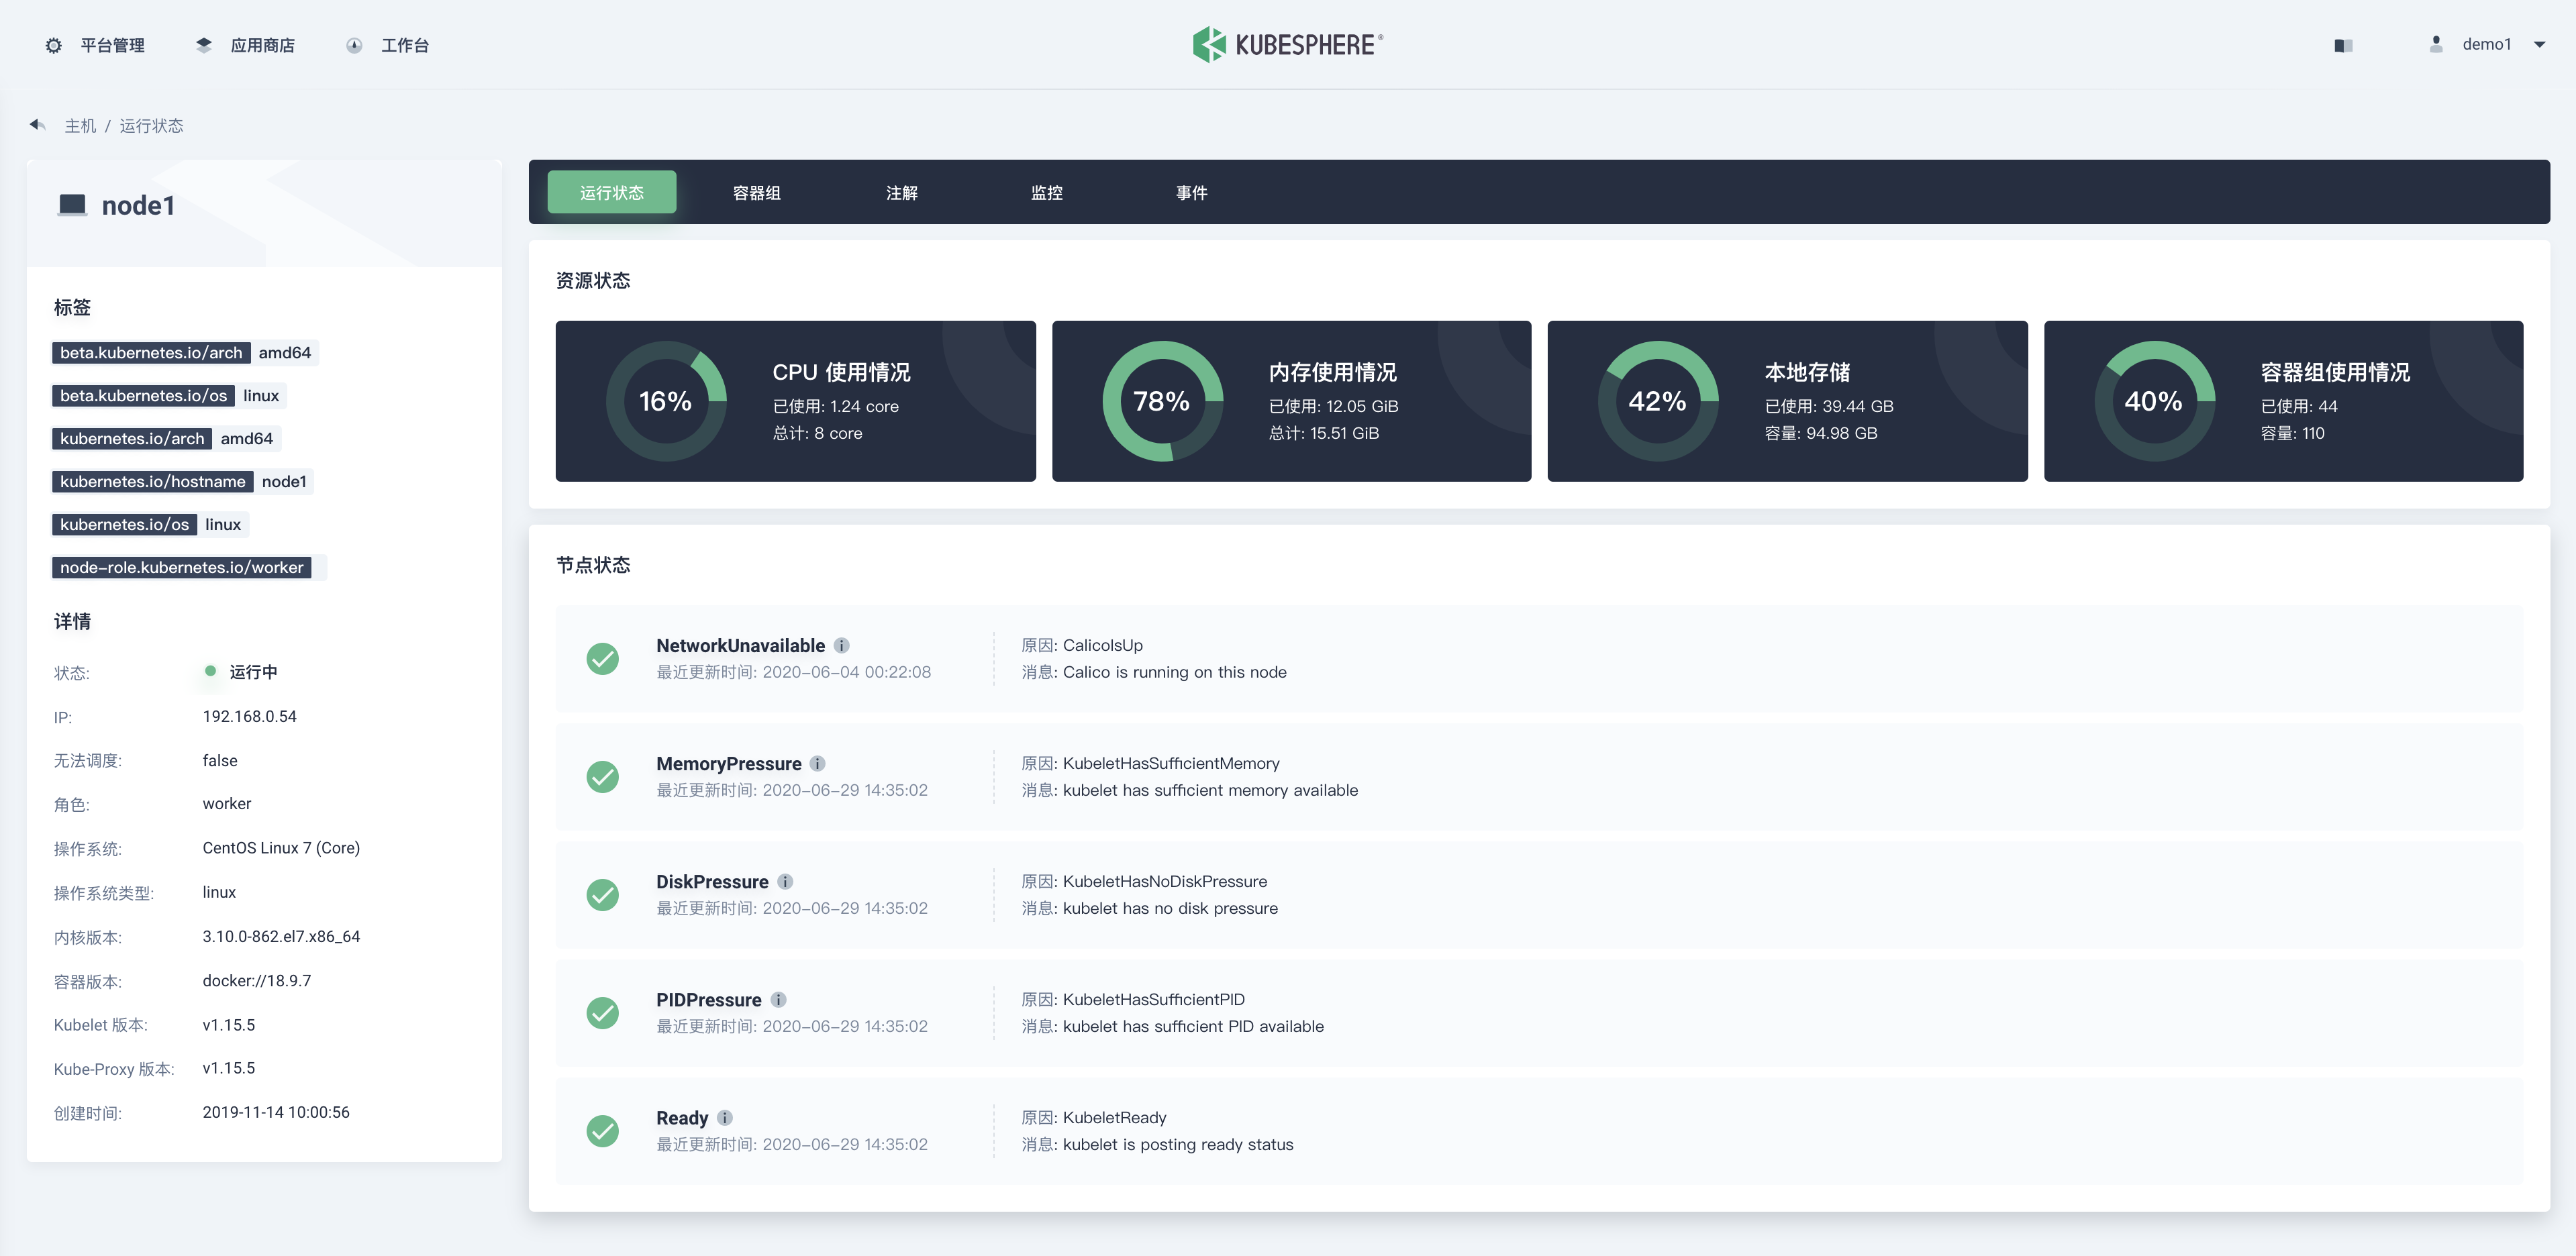 平台管理
应用商店
工作台
KUBESPHERE®
demo1
主机 / 运行状态
node1
标签
beta.kubernetes.io/arch amd64
beta.kubernetes.io/os linux
kubernetes.io/arch amd64
kubernetes.io/hostname node1
kubernetes.io/os linux
node-role.kubernetes.io/worker
详情
状态: 运行中
IP: 192.168.0.54
无法调度: false
角色: worker
操作系统: CentOS Linux 7 (Core)
操作系统类型: linux
内核版本: 3.10.0-862.el7.x86_64
容器版本: docker://18.9.7
Kubelet 版本: v1.15.5
Kube-Proxy 版本: v1.15.5
创建时间: 2019-11-14 10:00:56
运行状态
容器组
注解
监控
事件
资源状态
16%
CPU 使用情况
已使用: 1.24 core
总计: 8 core
78%
内存使用情况
已使用: 12.05 GiB
总计: 15.51 GiB
42%
本地存储
已使用: 39.44 GB
容量: 94.98 GB
40%
容器组使用情况
已使用: 44
容量: 110
节点状态
NetworkUnavailable
最近更新时间: 2020-06-04 00:22:08
原因: CalicoIsUp
消息: Calico is running on this node
MemoryPressure
最近更新时间: 2020-06-29 14:35:02
原因: KubeletHasSufficientMemory
消息: kubelet has sufficient memory available
DiskPressure
最近更新时间: 2020-06-29 14:35:02
原因: KubeletHasNoDiskPressure
消息: kubelet has no disk pressure
PIDPressure
最近更新时间: 2020-06-29 14:35:02
原因: KubeletHasSufficientPID
消息: kubelet has sufficient PID available
Ready
最近更新时间: 2020-06-29 14:35:02
原因: KubeletReady
消息: kubelet is posting ready status